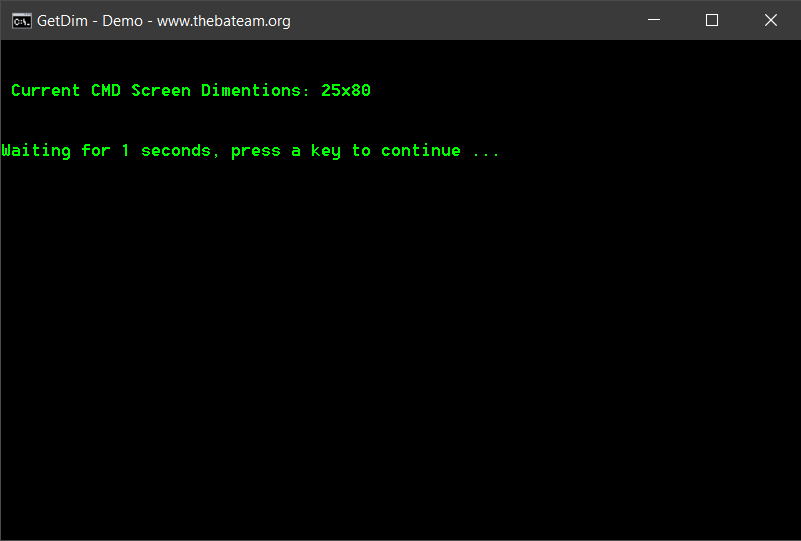 GetDim - Demo - www.thebateam.org
Current CMD Screen Dimentions: 25x80
Waiting for 1 seconds, press a key to continue ...